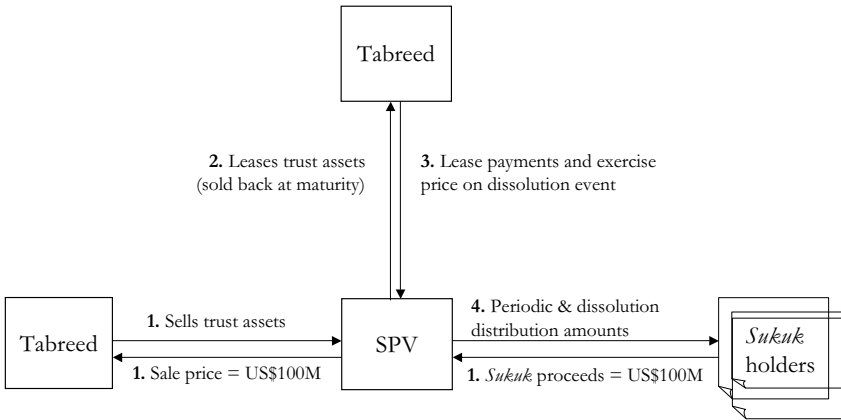 Tabreed
2. Leases trust assets
(sold back at maturity)
3. Lease payments and exercise
price on dissolution event
Tabreed
1. Sells trust assets
1. Sale price = US$100M
SPV
4. Periodic & dissolution
distribution amounts
1. Sukuk proceeds = US$100M
Sukuk
holders